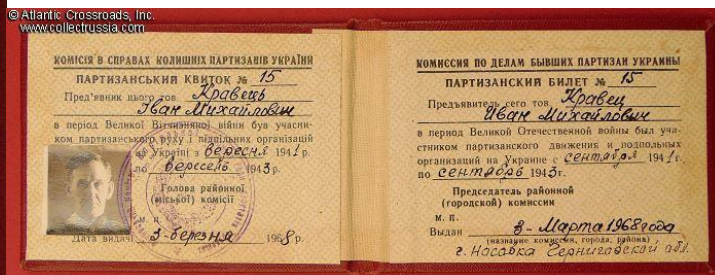 © Atlantic Crossroads, Inc.
www.collectrussia.com
КОМІСІЯ В СПРАВАХ КОЛИШНІХ ПАРТИЗАНІВ УКРАЇНИ
ПАРТИЗАНСЬКИЙ КВИТОК № 15
Пред'явник цього тов. Кравець
Іван Михайлович
в період Великої Вітчизняної війни був учасни-
ком партизанського руху і підпільних організацій
на Україні з вересня 1941 р.
по вересень 1943 р.
Голова районної
(міської) комісії
м. п.
Дата видачі 3 березня 1968 р.
КОМИССИЯ ПО ДЕЛАМ БЫВШИХ ПАРТИЗАН УКРАИНЫ
ПАРТИЗАНСКИЙ БИЛЕТ № 15
Предъявитель сего тов. Кравец
Иван Михайлович
в период Великой Отечественной войны был уча-
стником партизанского движения и подпольных
организаций на Украине с сентября 1941 г.
по сентябрь 1943 г.
Председатель районной
(городской) комиссии
м. п.
Выдан 3 Марта 1968 года
(название комиссии, города, района)
г. Носовка Черниговской обл.